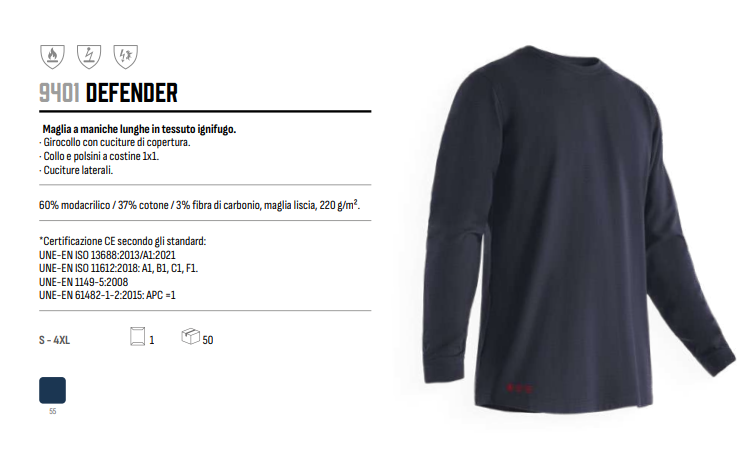 9401 DEFENDER
Maglia a maniche lunghe in tessuto ignifugo.
· Girocollo con cuciture di copertura.
· Collo e polsini a costine 1x1.
· Cuciture laterali.
60% modacrilico / 37% cotone / 3% fibra di carbonio, maglia liscia, 220 g/m².
*Certificazione CE secondo gli standard:
UNE-EN ISO 13688:2013/A1:2021
UNE-EN ISO 11612:2018: A1, B1, C1, F1.
UNE-EN 1149-5:2008
UNE-EN 61482-1-2:2015: APC =1
S - 4XL 1 50
55